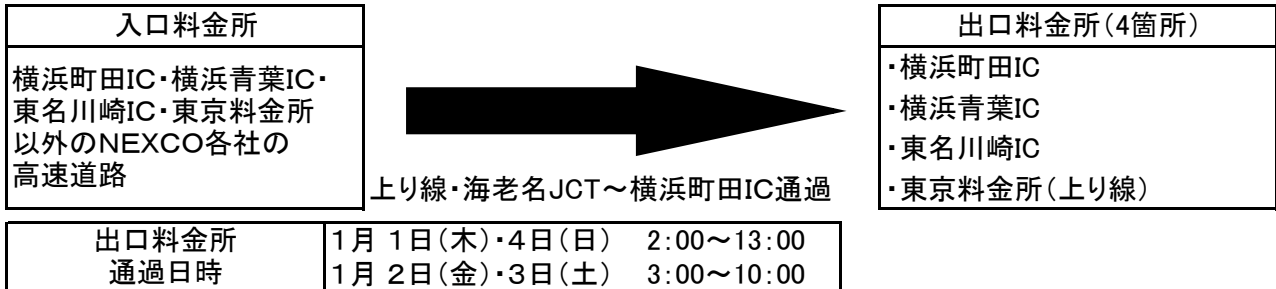 入口料金所
横浜町田IC・横浜青葉IC・
東名川崎IC・東京料金所
以外のNEXCO各社の
高速道路
上り線・海老名JCT～横浜町田IC通過
出口料金所（4箇所）
・横浜町田IC
・横浜青葉IC
・東名川崎IC
・東京料金所（上り線）
出口料金所
通過日時
１月 １日（木）・４日（日）　2:00～13:00
１月 ２日（金）・３日（土）　3:00～10:00